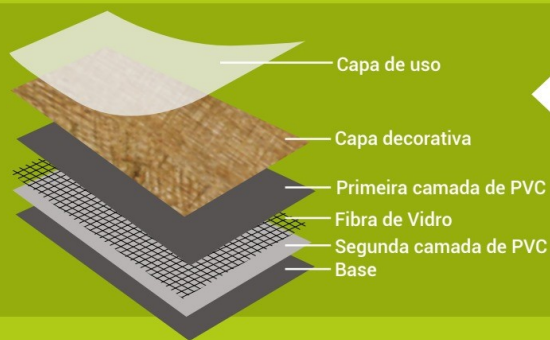 Capa de uso
Capa decorativa
Primeira camada de PVC
Fibra de Vidro
Segunda camada de PVC
Base